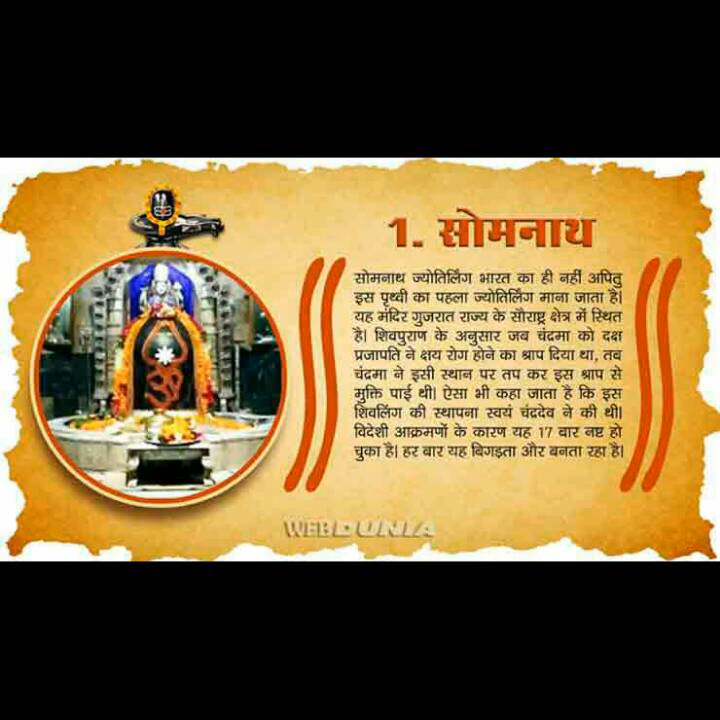 1. सोमनाथ
सोमनाथ ज्योतिर्लिंग भारत का ही नहीं अपितु
इस पृथ्वी का पहला ज्योतिर्लिंग माना जाता है।
यह मंदिर गुजरात राज्य के सौराष्ट्र क्षेत्र में स्थित
है। शिवपुराण के अनुसार जब चंद्रमा को दक्ष
प्रजापति ने क्षय रोग होने का श्राप दिया था, तब
चंद्रमा ने इसी स्थान पर तप कर इस श्राप से
मुक्ति पाई थी। ऐसा भी कहा जाता है कि इस
शिवलिंग की स्थापना स्वयं चंद्रदेव ने की थी।
विदेशी आक्रमणों के कारण यह 17 बार नष्ट हो
चुका है। हर बार यह बिगड़ता और बनता रहा है।
ॐ
WEBDUNIA